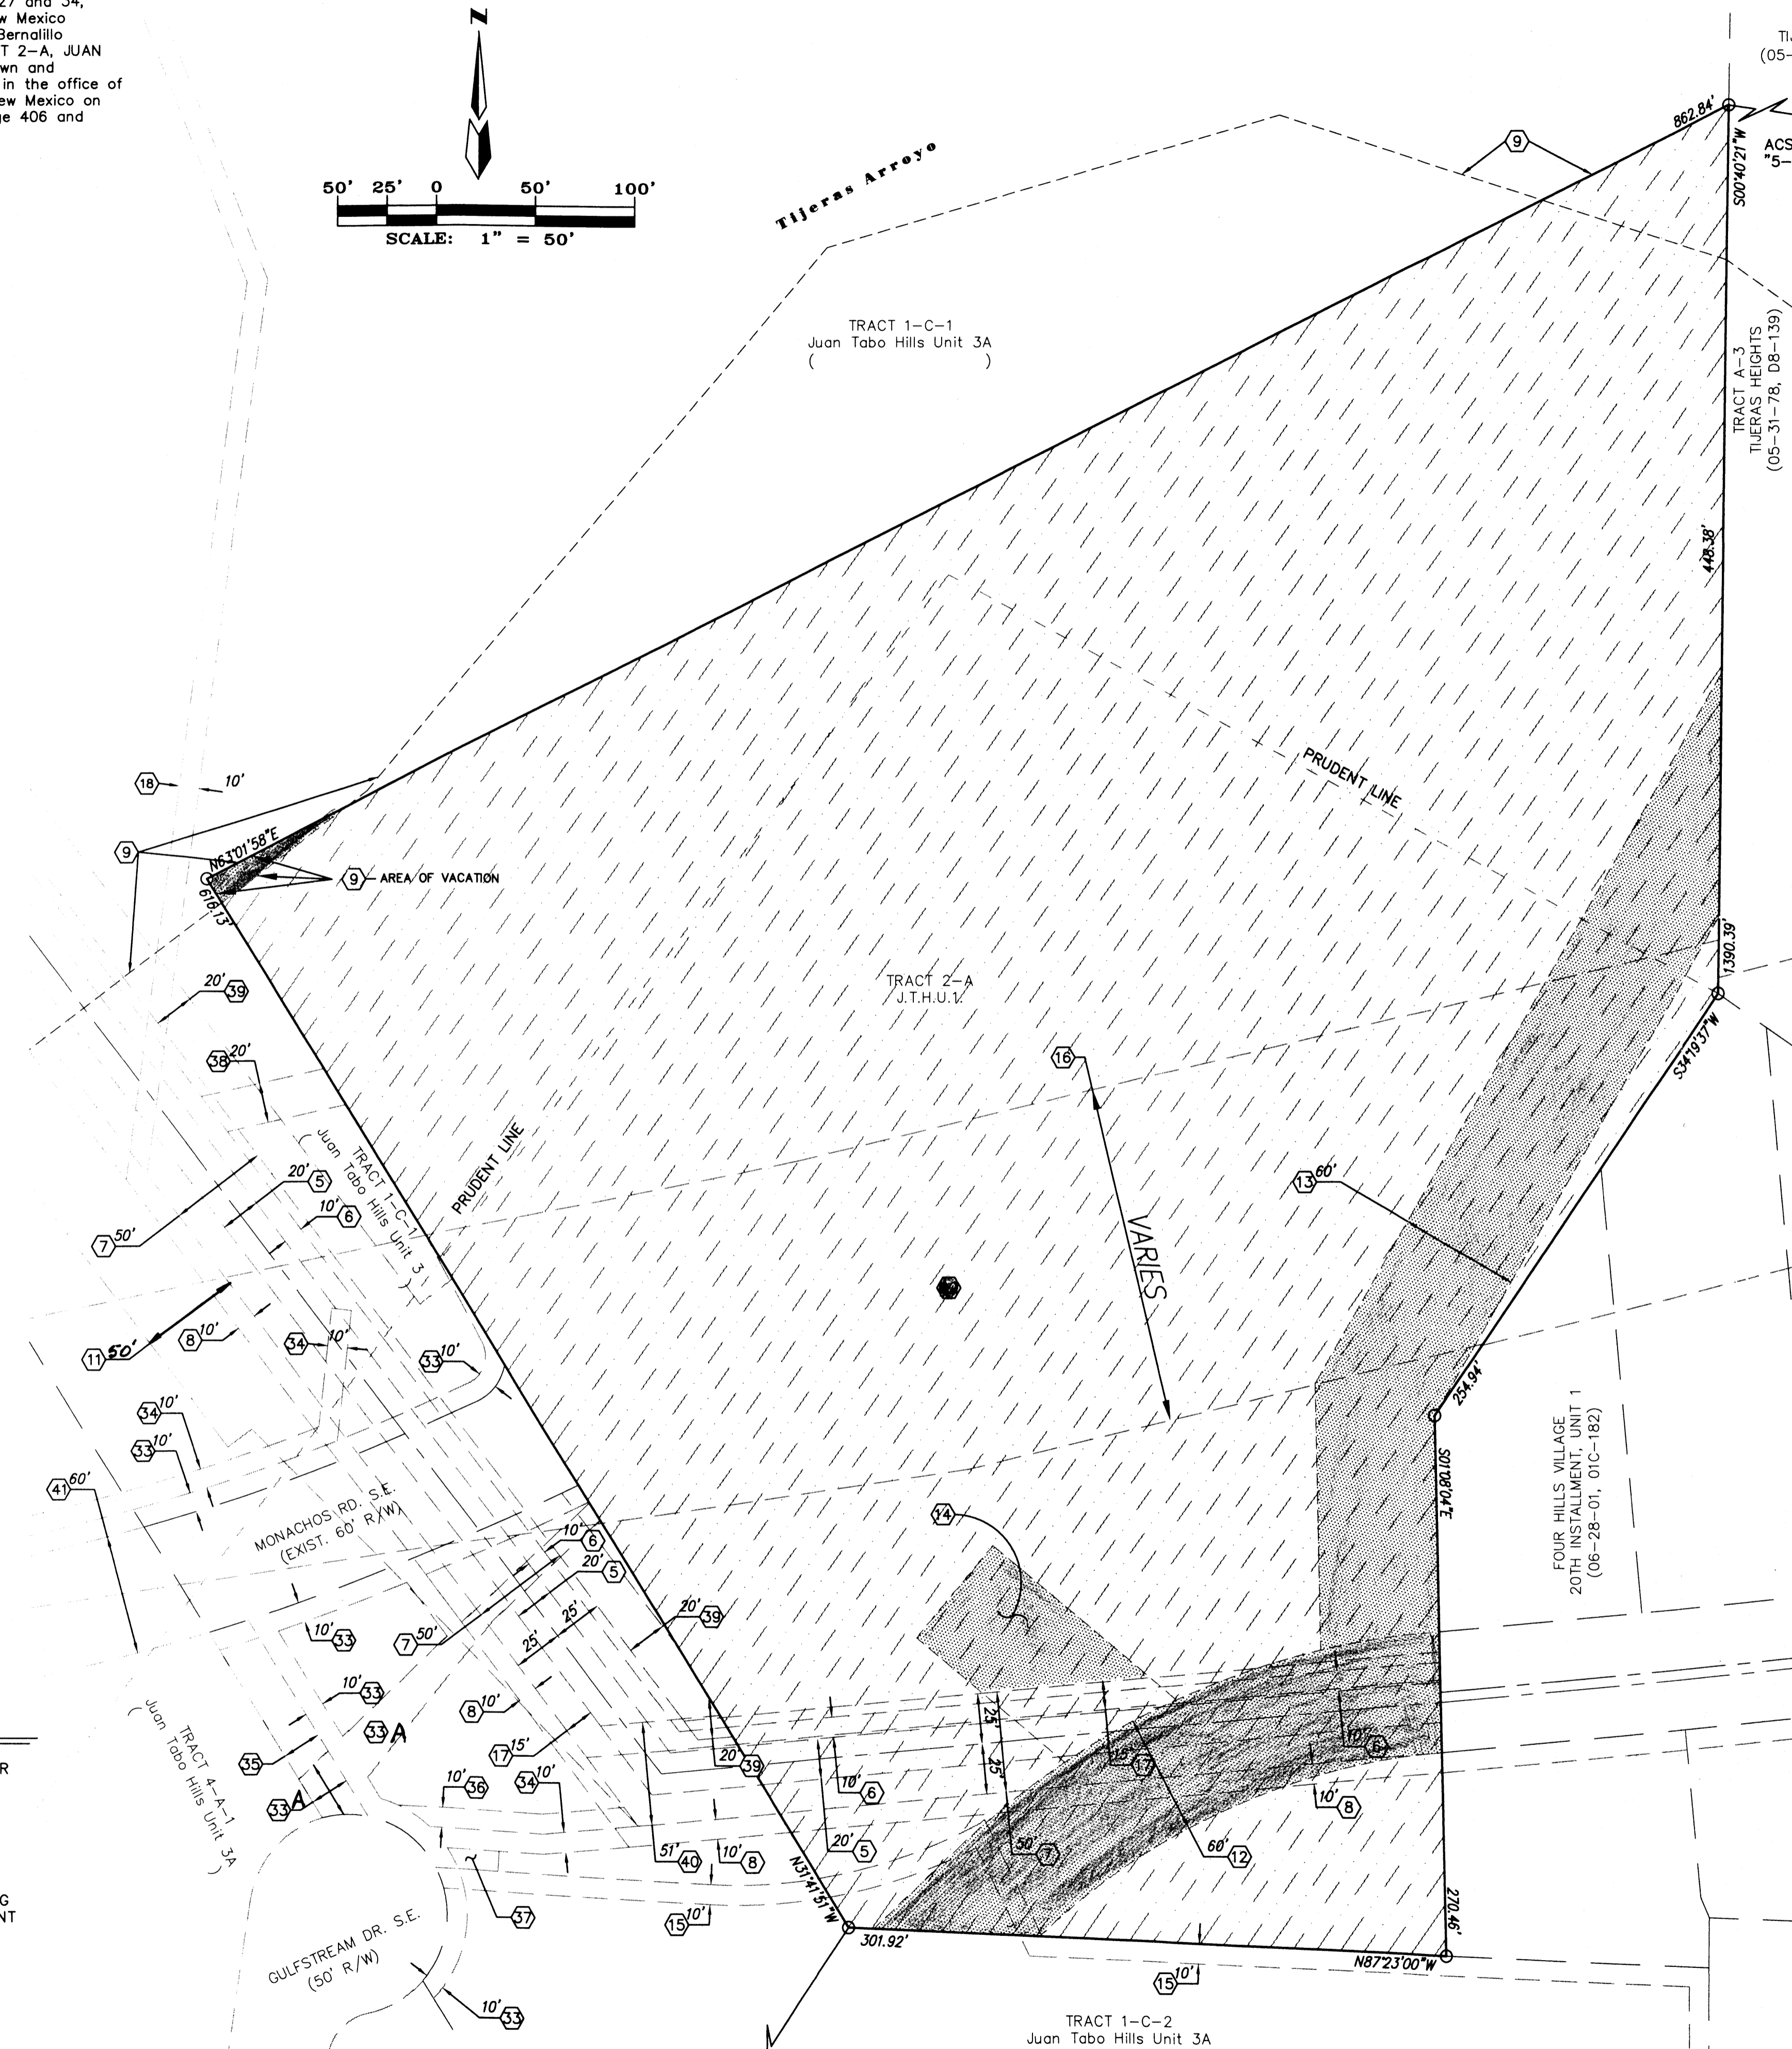 27 and 34,
w Mexico
Bernalillo
T 2-A, JUAN
wn and
in the office of
ew Mexico on
ge 406 and
N
50' 25' 0 50' 100'
SCALE: 1" = 50'
Tijeras Arroyo
TRACT 1-C-1
Juan Tabo Hills Unit 3A
( )
862.84'
9
S00°40'21"W
TIJ
(05-
ACS
"5-
TRACT A-3
TIJERAS HEIGHTS
(05-31-78, D8-139)
448.38'
PRUDENT LINE
18 10'
9
N63°01'58"E
9 AREA OF VACATION
616.13'
20' 39
38 20'
TRACT 2-A
J.T.H.U.1.
1390.39'
S34°19'37"W
16
VARIES
13 60'
PRUDENT LINE
TRACT 1-C-1
Juan Tabo Hills Unit 3
( )
20' 5
10' 6
7 50'
11 50'
8 10'
34 10'
33 10'
34 10'
33 10'
41 60'
MONACHOS RD. S.E.
(EXIST. 60' R/W)
254.94'
S01°08'04"E
FOUR HILLS VILLAGE
20TH INSTALLMENT, UNIT 1
(06-28-01, 01C-182)
14
10' 6
20' 5
25'
25'
20' 39
7 50'
10' 33
10' 33
33 A
8 10'
17 15'
35
33 A
10' 36
34 10'
TRACT 4-A-1
Juan Tabo Hills Unit 3A
( )
20' 39
10' 6
25'
25'
15' 17
10' 6
10' 8
51' 40
10' 8
20' 5
50' 7
60' 12
R
G
NT
37
15 10'
N31°41'51"W
301.92'
270.46'
N87°23'00"W
15 10'
GULFSTREAM DR. S.E.
(50' R/W)
10' 33
TRACT 1-C-2
Juan Tabo Hills Unit 3A